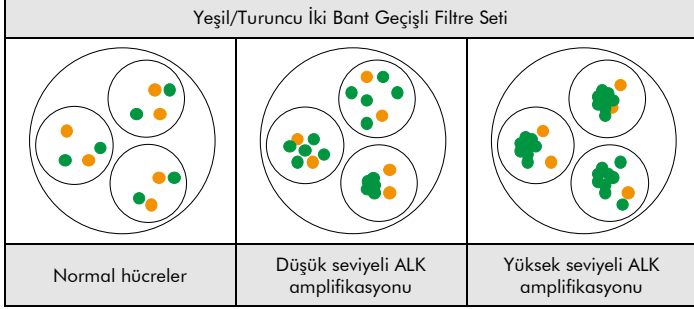 Yeşil/Turuncu İki Bant Geçişli Filtre Seti
Normal hücreler
Düşük seviyeli ALK
amplifikasyonu
Yüksek seviyeli ALK
amplifikasyonu